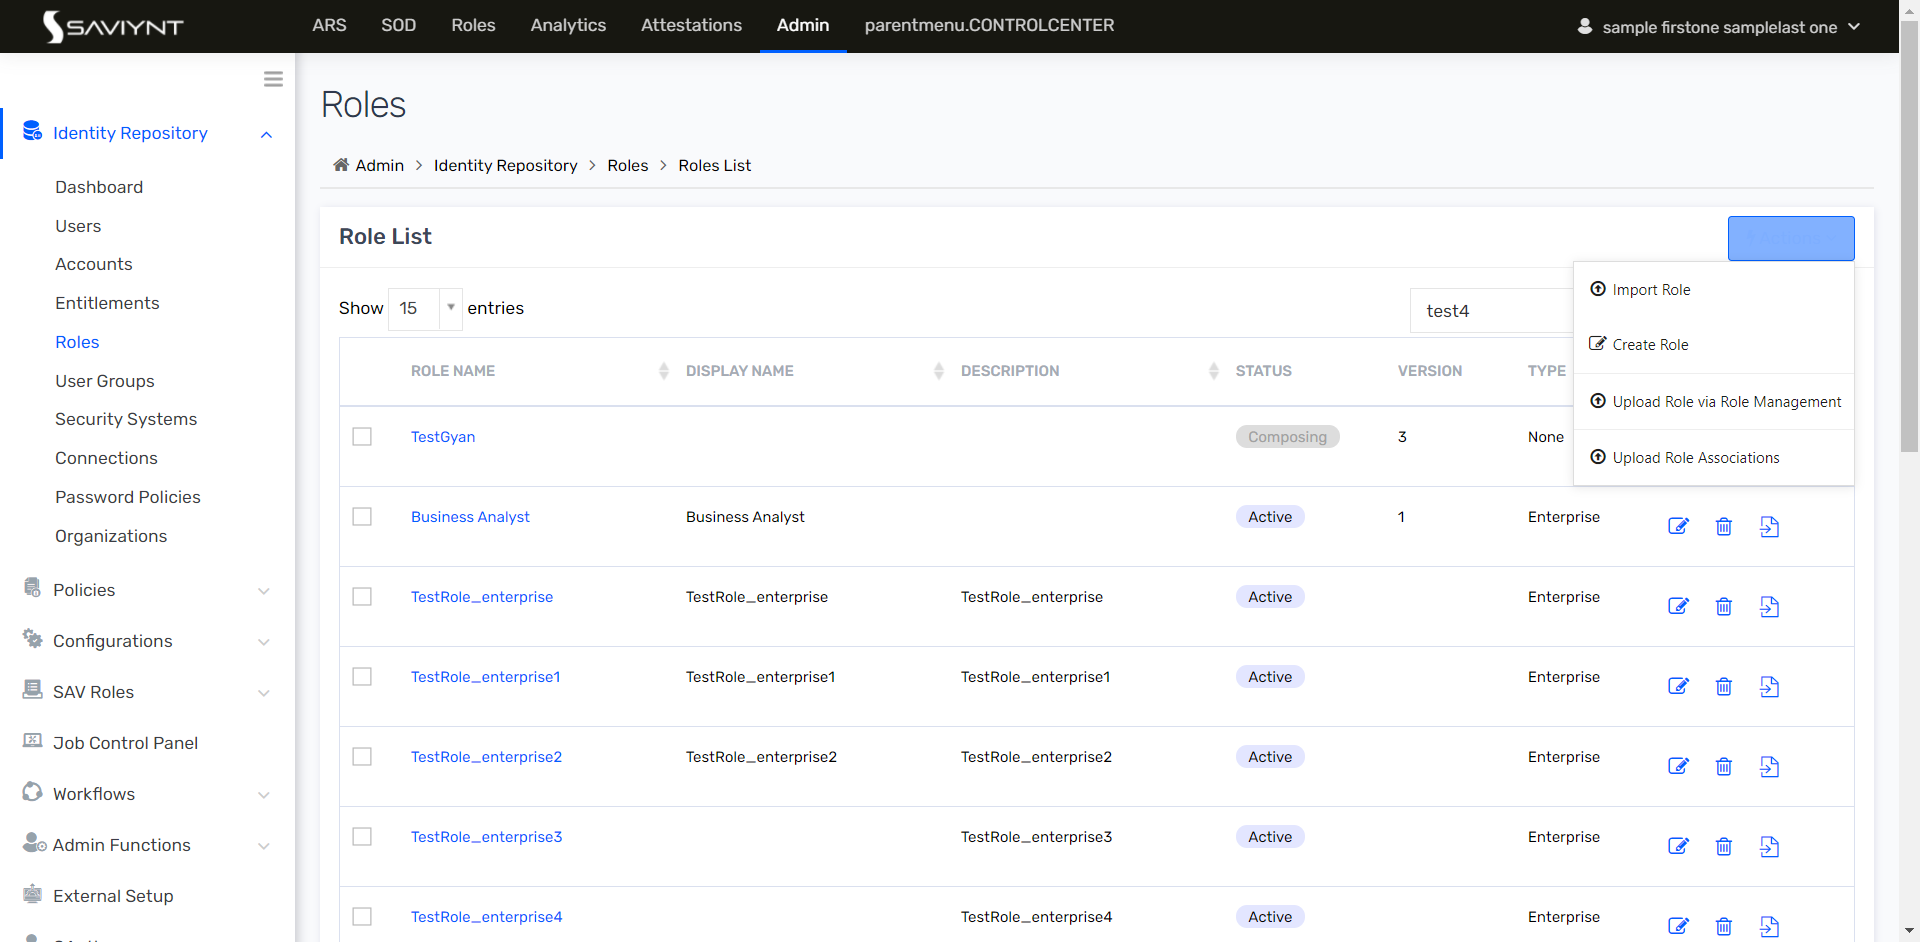 SAVIYNT
ARS SOD Roles Analytics Attestations Admin parentmenu.CONTROLCENTER sample firstone samplelast one
Identity Repository
Dashboard
Users
Accounts
Entitlements
Roles
User Groups
Security Systems
Connections
Password Policies
Organizations
Policies
Configurations
SAV Roles
Job Control Panel
Workflows
Admin Functions
External Setup
Roles
Admin > Identity Repository > Roles > Roles List
Role List
Import Role
Create Role
Upload Role via Role Management
Upload Role Associations
Show 15 entries test4
ROLE NAME DISPLAY NAME DESCRIPTION STATUS VERSION TYPE
TestGyan Composing 3 None
Business Analyst Business Analyst Active 1 Enterprise
TestRole_enterprise TestRole_enterprise TestRole_enterprise Active Enterprise
TestRole_enterprise1 TestRole_enterprise1 TestRole_enterprise1 Active Enterprise
TestRole_enterprise2 TestRole_enterprise2 TestRole_enterprise2 Active Enterprise
TestRole_enterprise3 TestRole_enterprise3 Active Enterprise
TestRole_enterprise4 TestRole_enterprise4 Active Enterprise